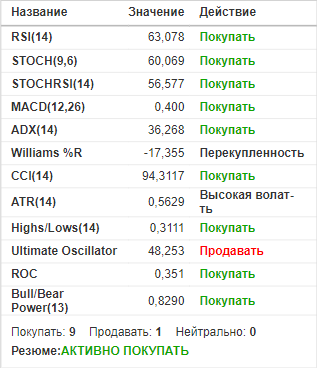 Название Значение Действие
RSI(14) 63,078 Покупать
STOCH(9,6) 60,069 Покупать
STOCHRSI(14) 56,577 Покупать
MACD(12,26) 0,400 Покупать
ADX(14) 36,268 Покупать
Williams %R -17,355 Перекупленность
CCI(14) 94,3117 Покупать
ATR(14) 0,5629 Высокая волат-
ть
Highs/Lows(14) 0,3111 Покупать
Ultimate Oscillator 48,253 Продавать
ROC 0,351 Покупать
Bull/Bear
Power(13) 0,8290 Покупать
Покупать: 9 Продавать: 1 Нейтрально: 0
Резюме:АКТИВНО ПОКУПАТЬ